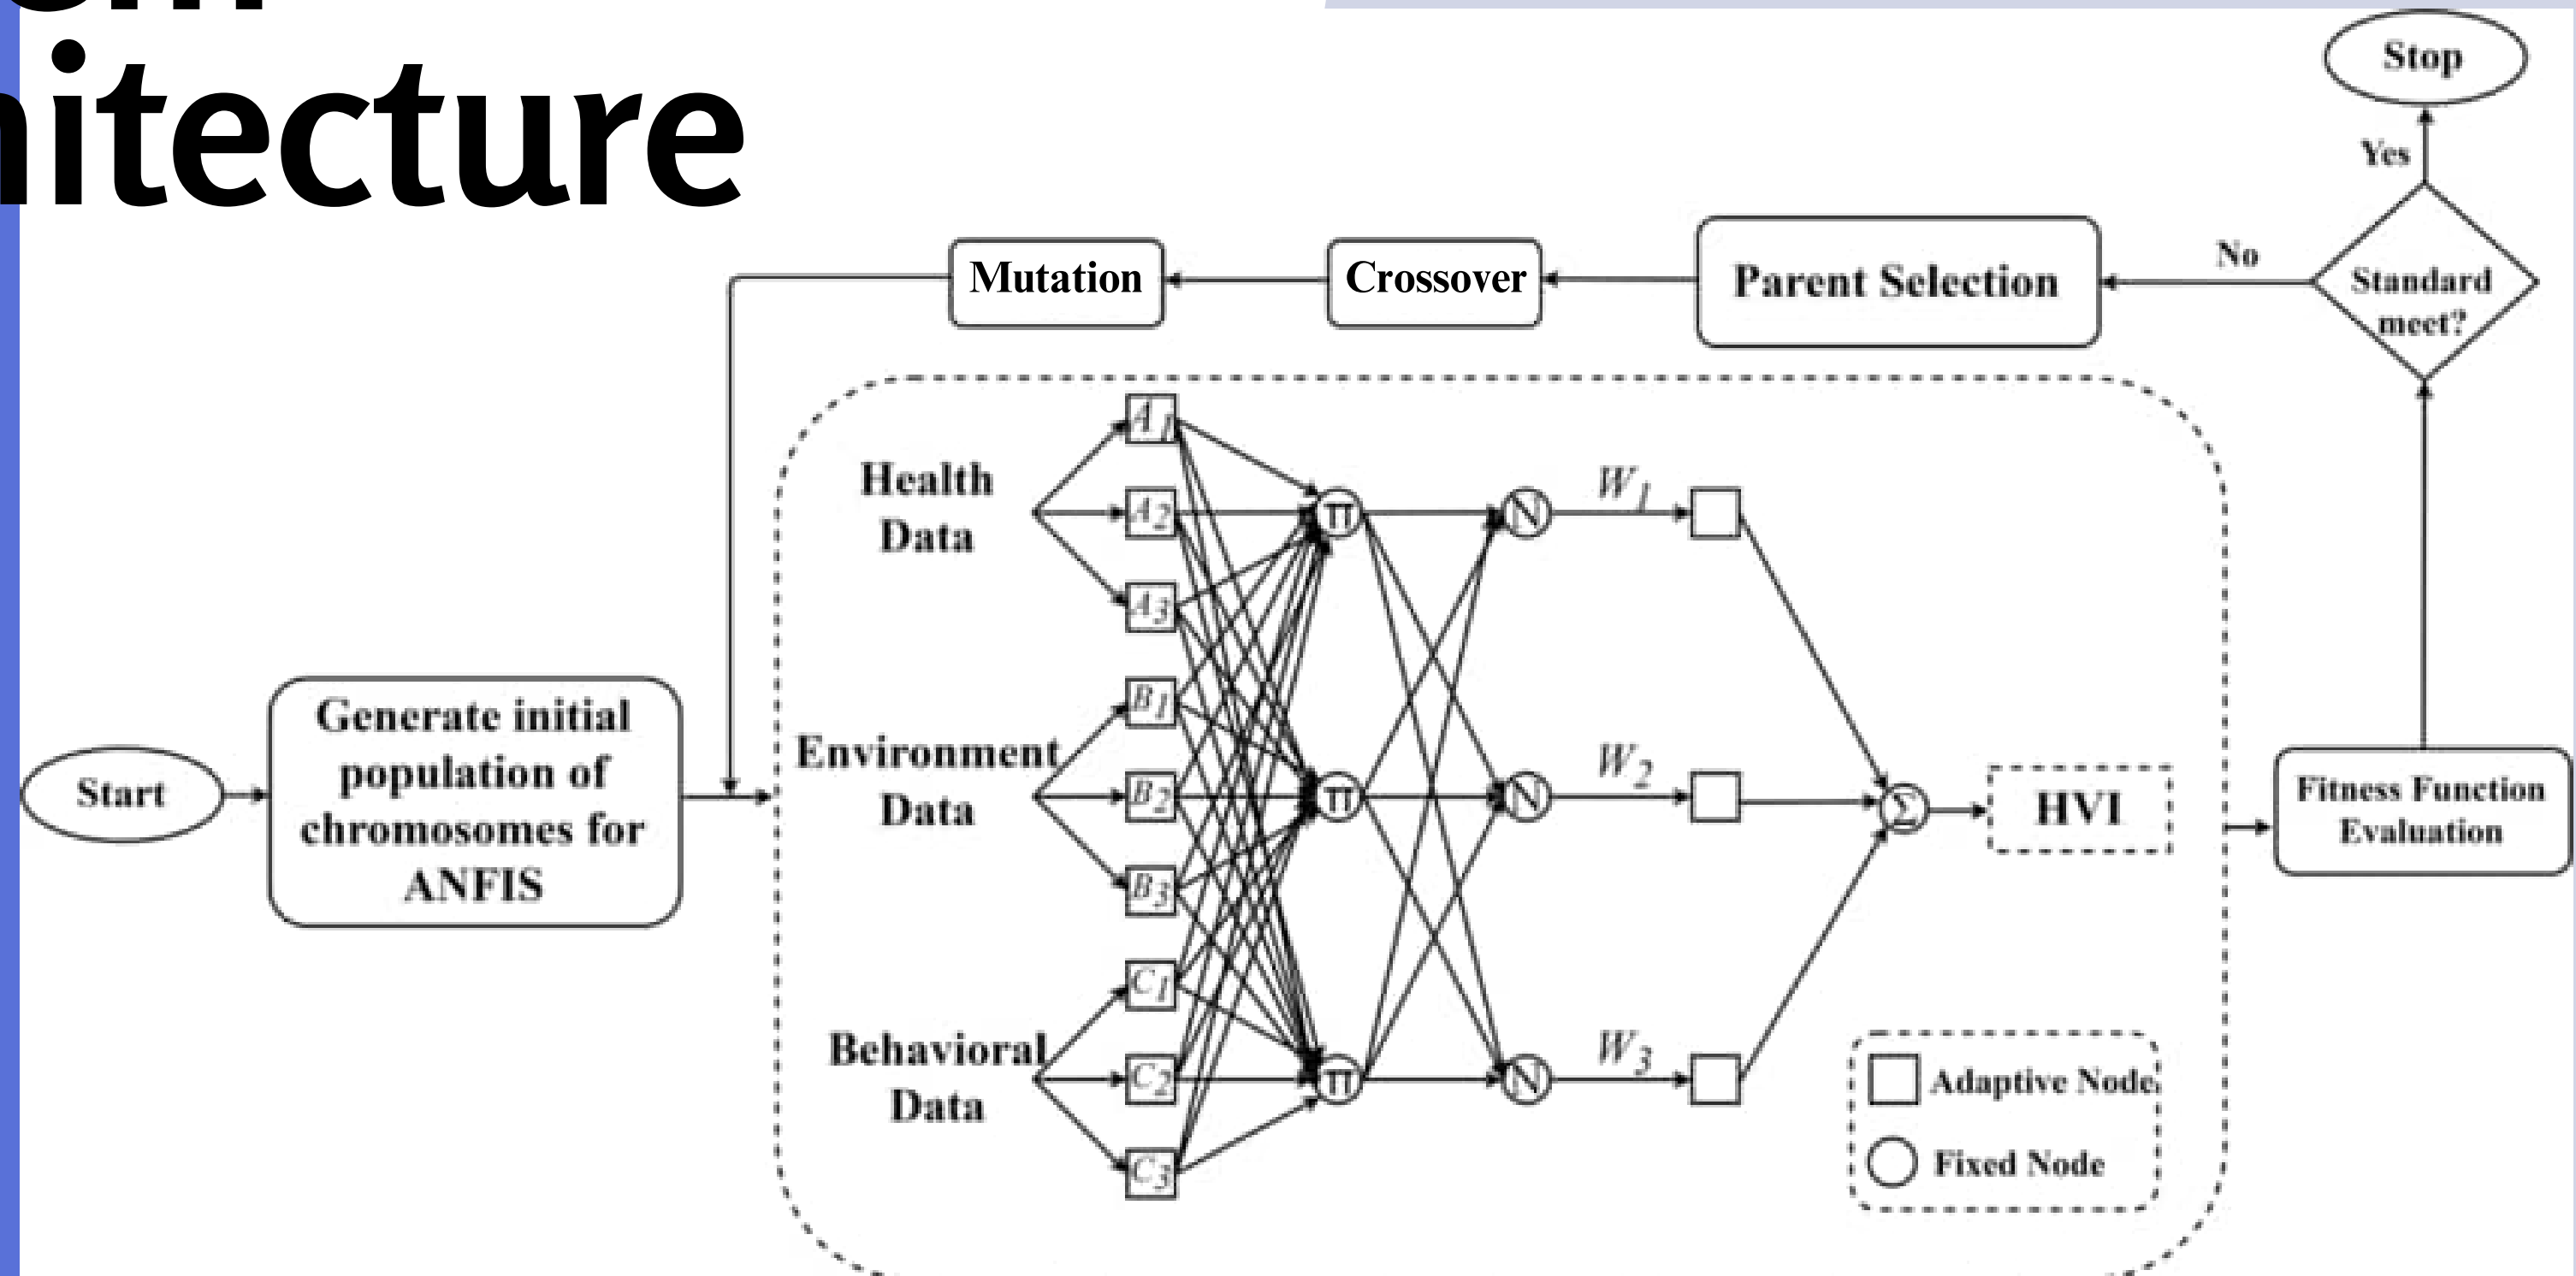 hitecture
Stop
Yes
No
Standard
meet?
Parent Selection
Crossover
Mutation
Start
Generate initial
population of
chromosomes for
ANFIS
Health
Data
Environment
Data
Behavioral
Data
A1
A2
A3
B1
B2
B3
C1
C2
C3
π
π
π
N
N
N
W1
W2
W3
Σ
HVI
Fitness Function
Evaluation
Adaptive Node
Fixed Node